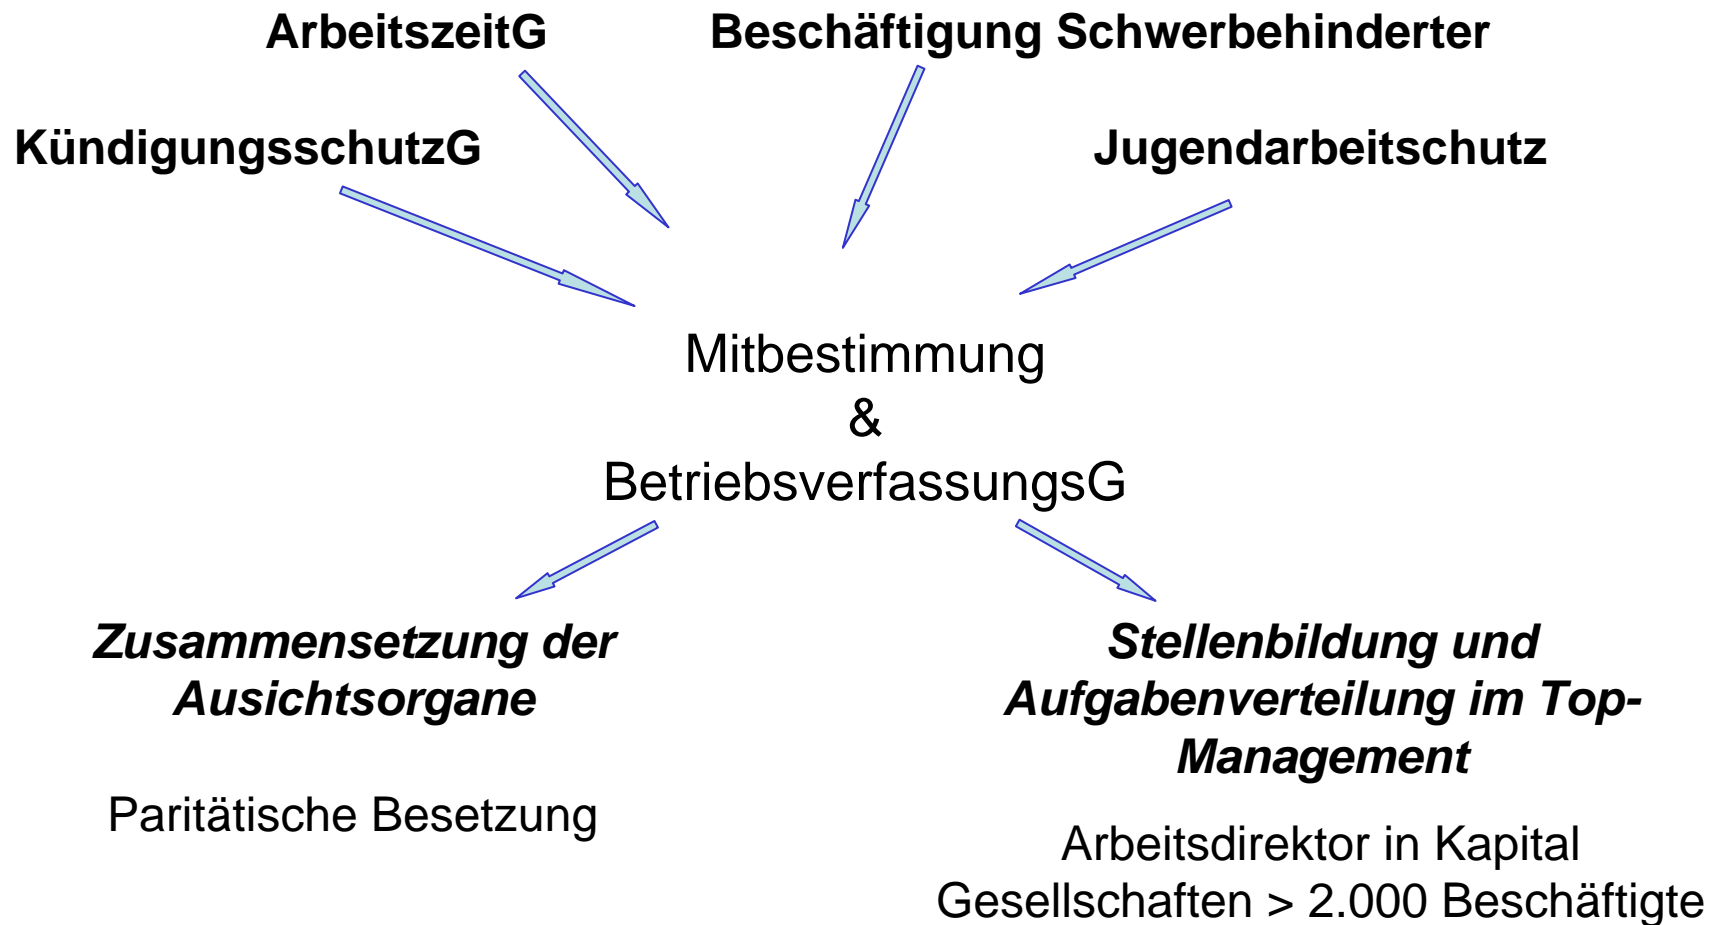 ArbeitszeitG
Beschäftigung Schwerbehinderter
KündigungsschutzG
Jugendarbeitschutz
Mitbestimmung
&
BetriebsverfassungsG
Zusammensetzung der
Ausichtsorgane
Paritätische Besetzung
Stellenbildung und
Aufgabenverteilung im Top-
Management
Arbeitsdirektor in Kapital
Gesellschaften > 2.000 Beschäftigte